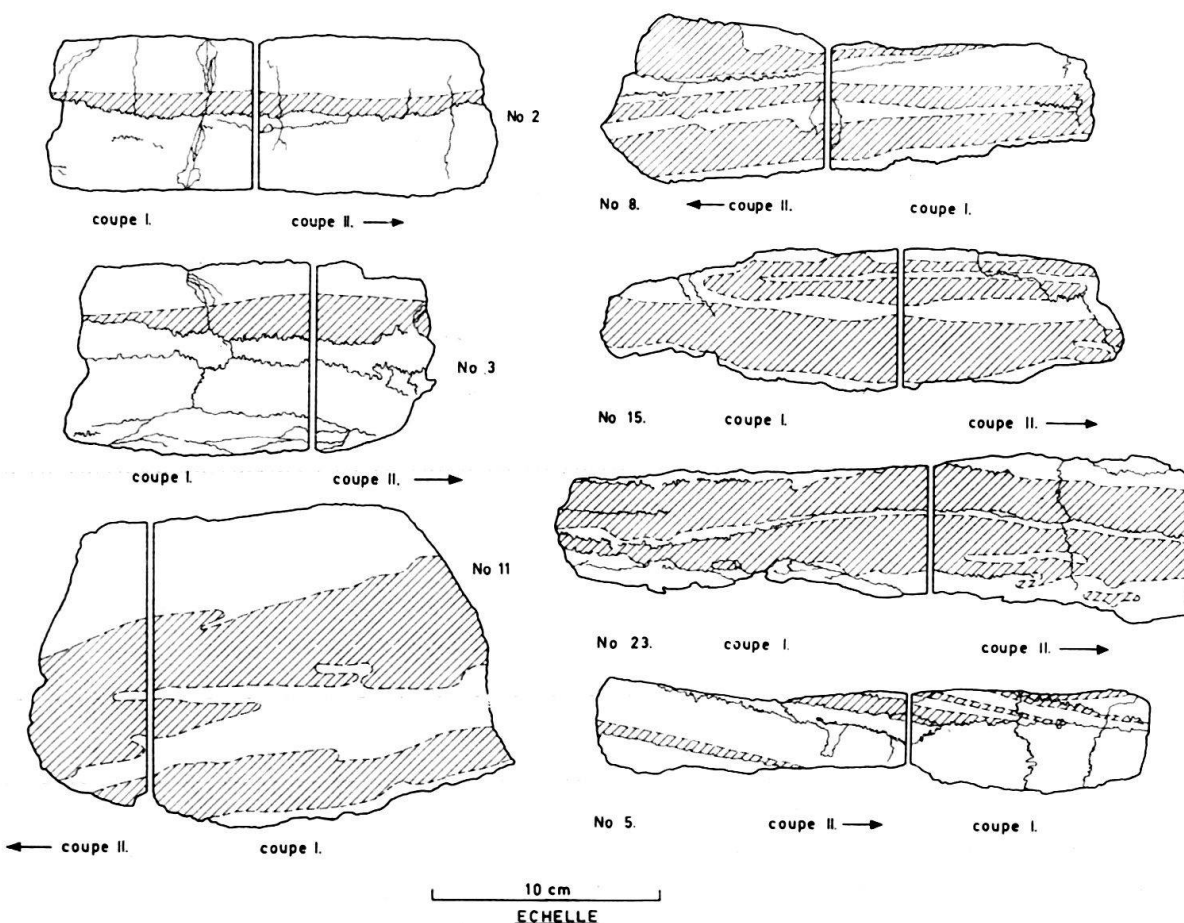 No 2
coupe I. coupe II. →
No 3
coupe I. coupe II. →
No 11
← coupe II. coupe I.
No 8.
← coupe II. coupe I.
No 15. coupe I. coupe II. →
No 23. coupe I. coupe II. →
No 5. coupe II. → coupe I.
10 cm
ECHELLE